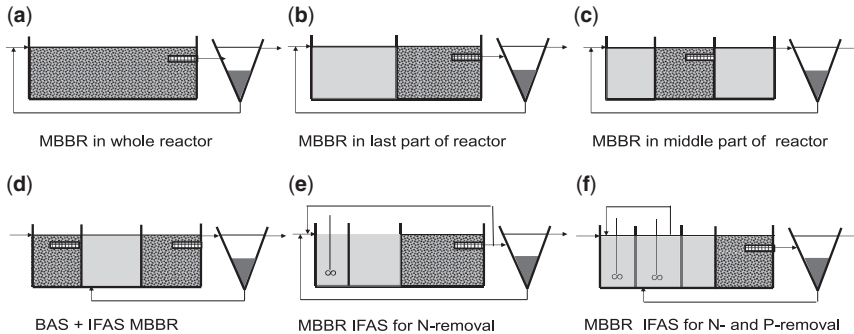 (a)
MBBR in whole reactor
(b)
MBBR in last part of reactor
(c)
MBBR in middle part of reactor
(d)
BAS + IFAS MBBR
(e)
MBBR IFAS for N-removal
(f)
MBBR IFAS for N- and P-removal